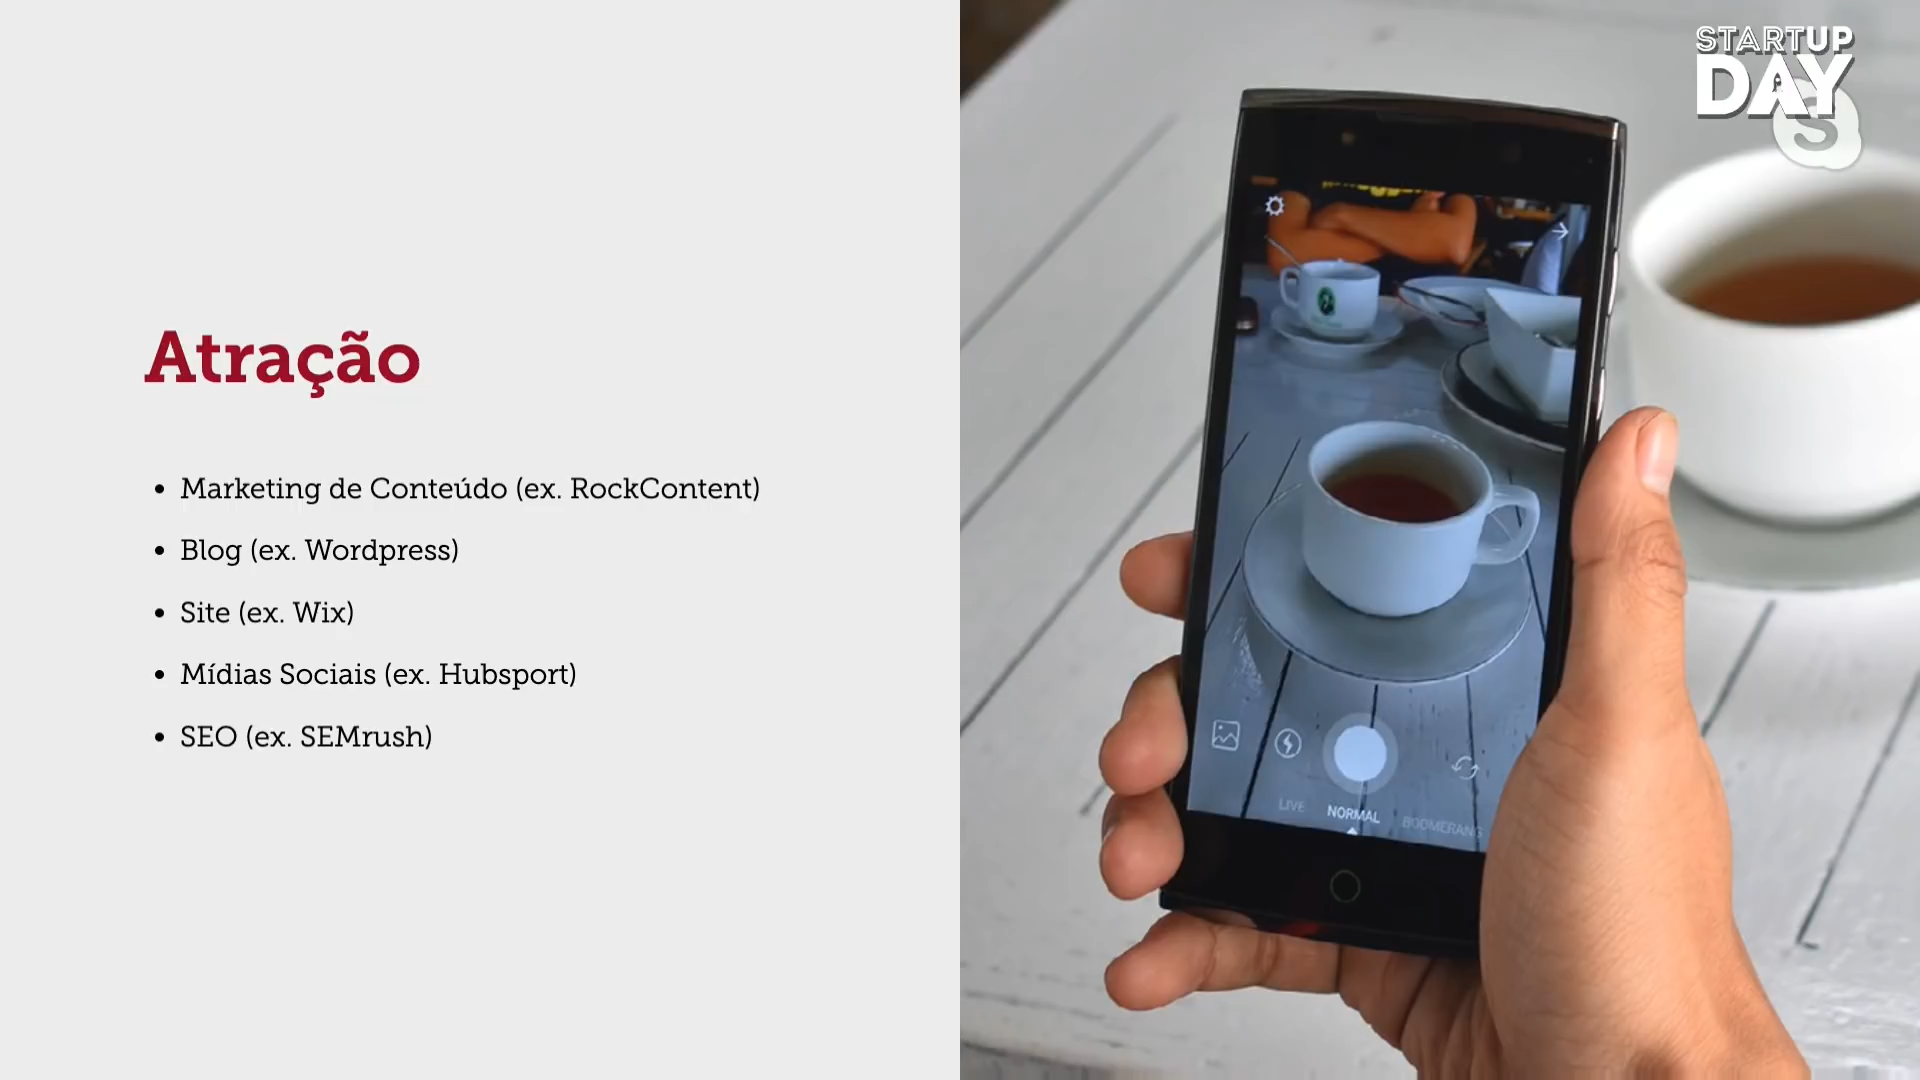 STARTUP
DAY
Atração
• Marketing de Conteúdo (ex. RockContent)
• Blog (ex. Wordpress)
• Site (ex. Wix)
• Mídias Sociais (ex. Hubsport)
• SEO (ex. SEMrush)
LIVE NORMAL BOOMERANG